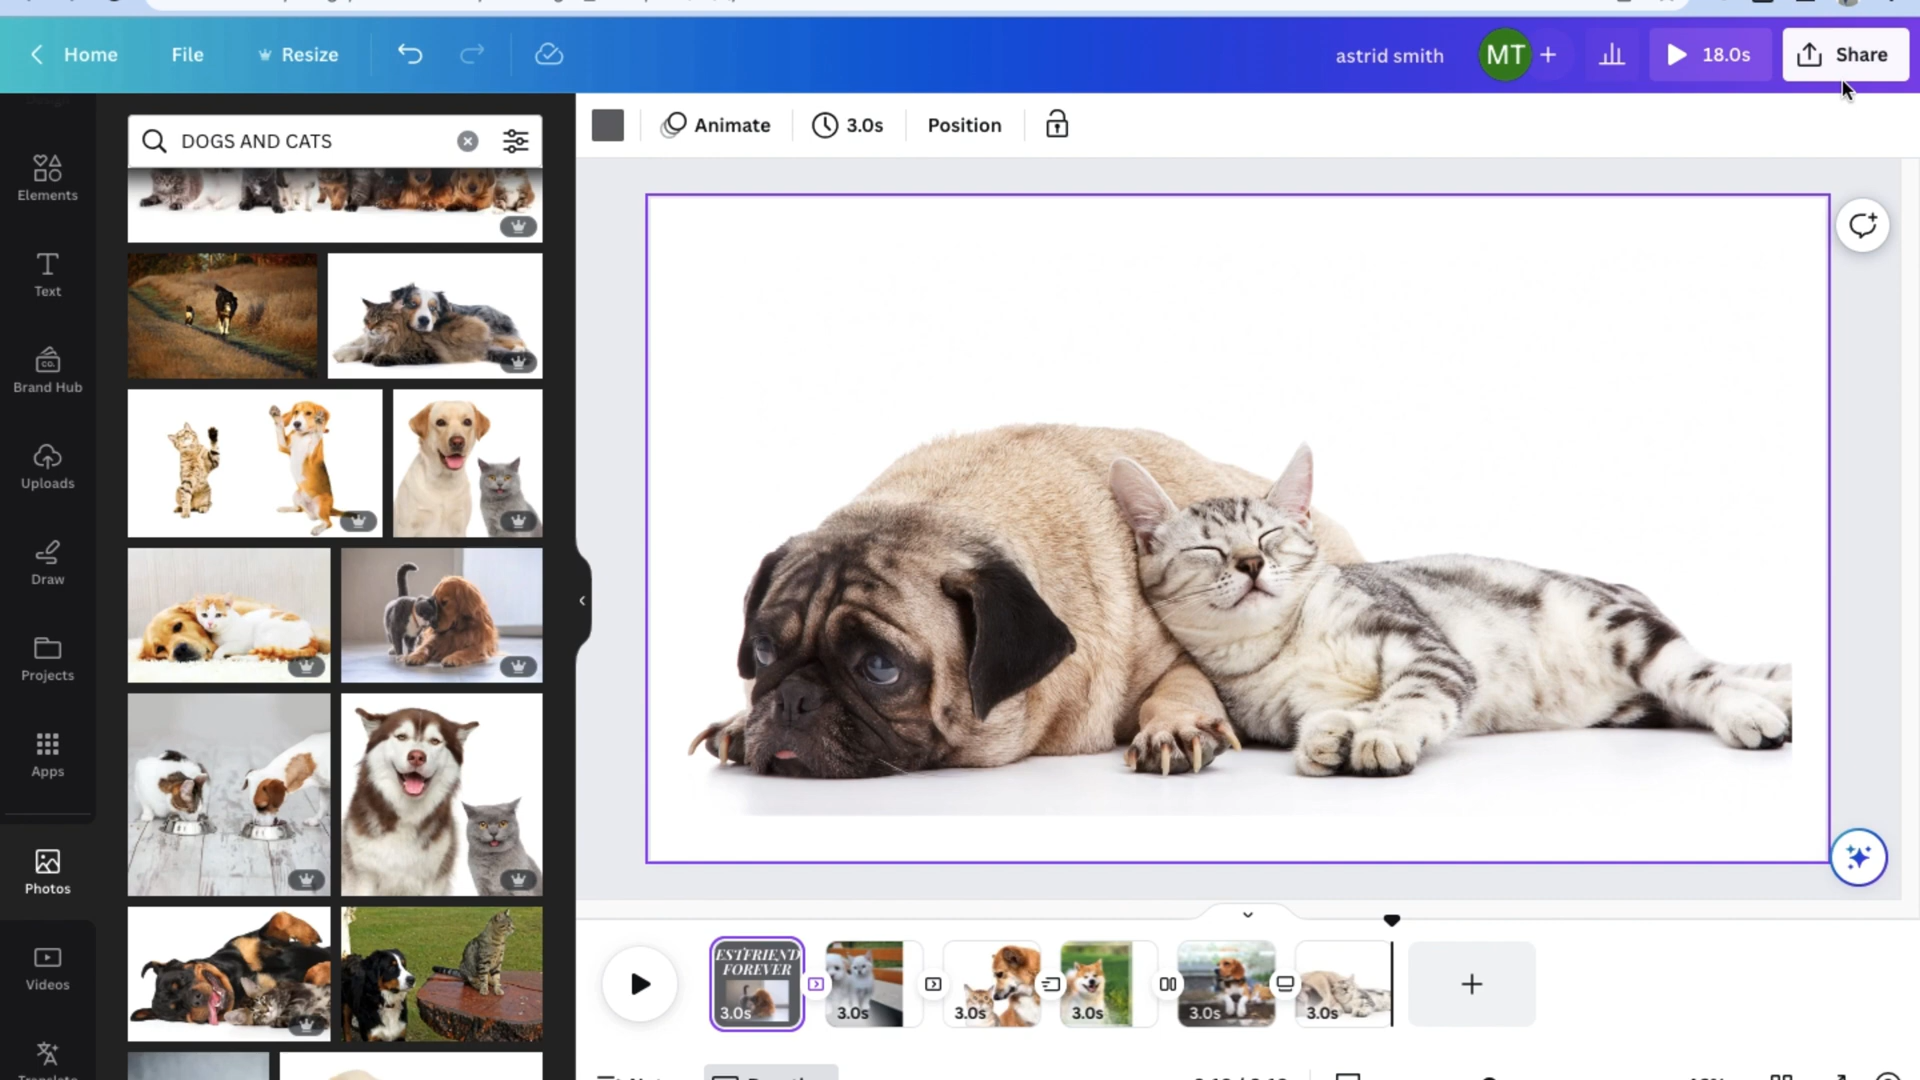 Home
File
Resize
astrid smith
MT
18.0s
Share
DOGS AND CATS
Animate
3.0s
Position
Elements
Text
CO.
Brand Hub
Uploads
Draw
Projects
Apps
Photos
Videos
ESTFRIEND
FOREVER
3.0s
3.0s
3.0s
3.0s
3.0s
3.0s